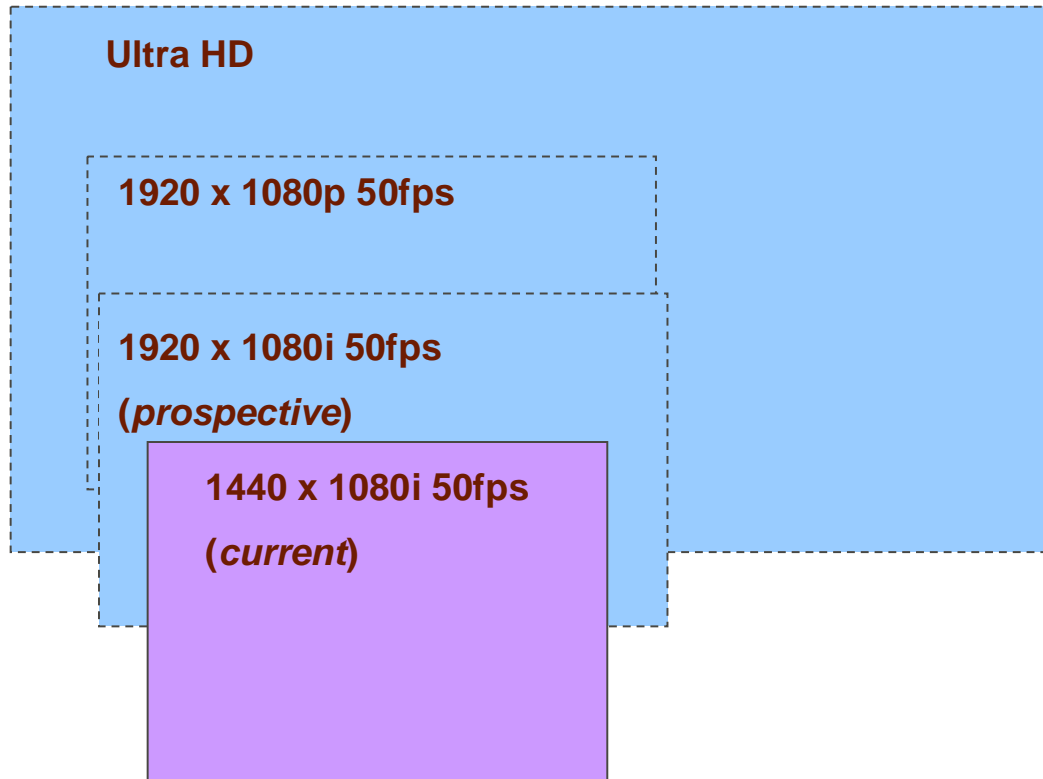 Ultra HD
1920 x 1080p 50fps
1920 x 1080i 50fps
(prospective)
1440 x 1080i 50fps
(current)